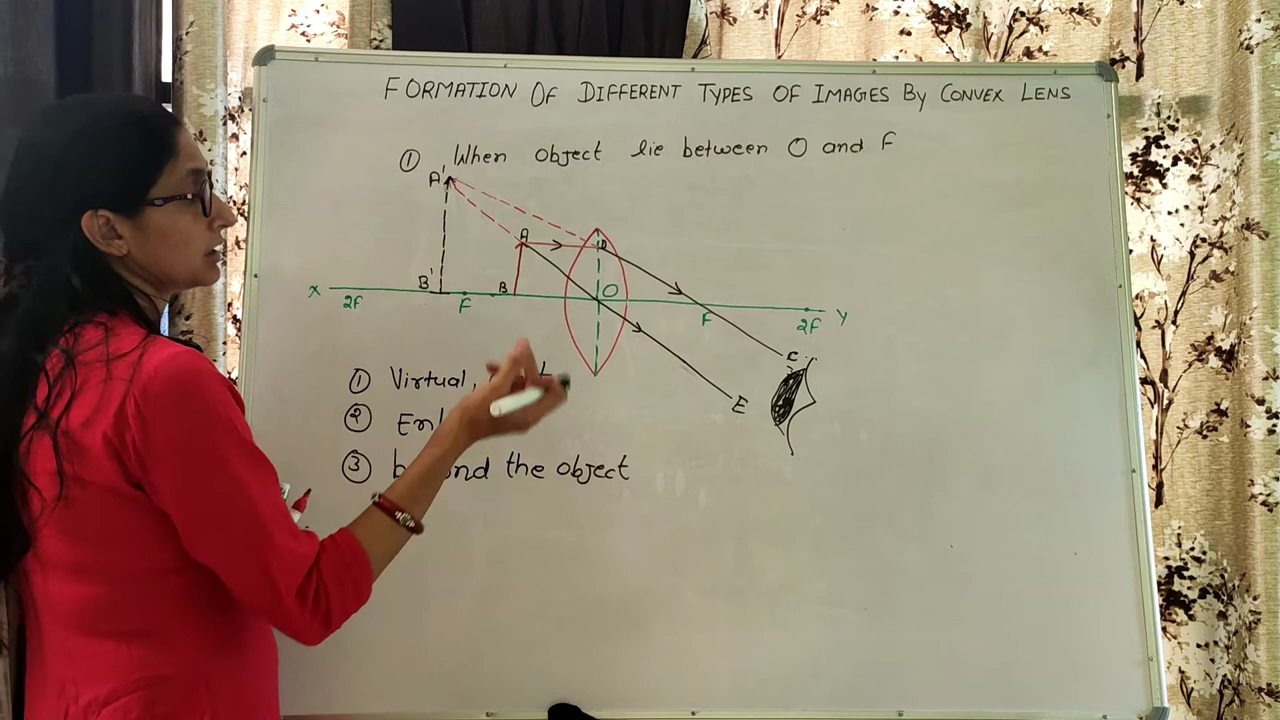 FORMATION OF DIFFERENT TYPES OF IMAGES BY CONVEX LENS
① When object lie between O and F
A'
A
D
B'
B
O
X
2F
F
F
2F
Y
C
E
① Virtual,
②
③ the object